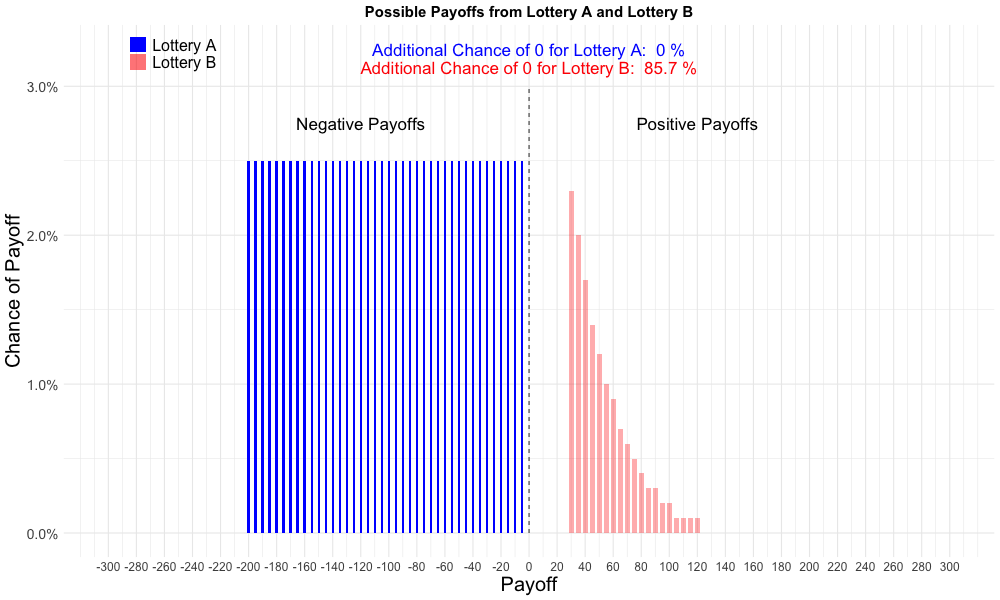 Possible Payoffs from Lottery A and Lottery B
Lottery A
Lottery B
Additional Chance of 0 for Lottery A:  0 %
Additional Chance of 0 for Lottery B:  85.7 %
Negative Payoffs
Positive Payoffs
Chance of Payoff
3.0%
2.0%
1.0%
0.0%
-300 -280 -260 -240 -220 -200 -180 -160 -140 -120 -100 -80 -60 -40 -20 0 20 40 60 80 100 120 140 160 180 200 220 240 260 280 300
Payoff